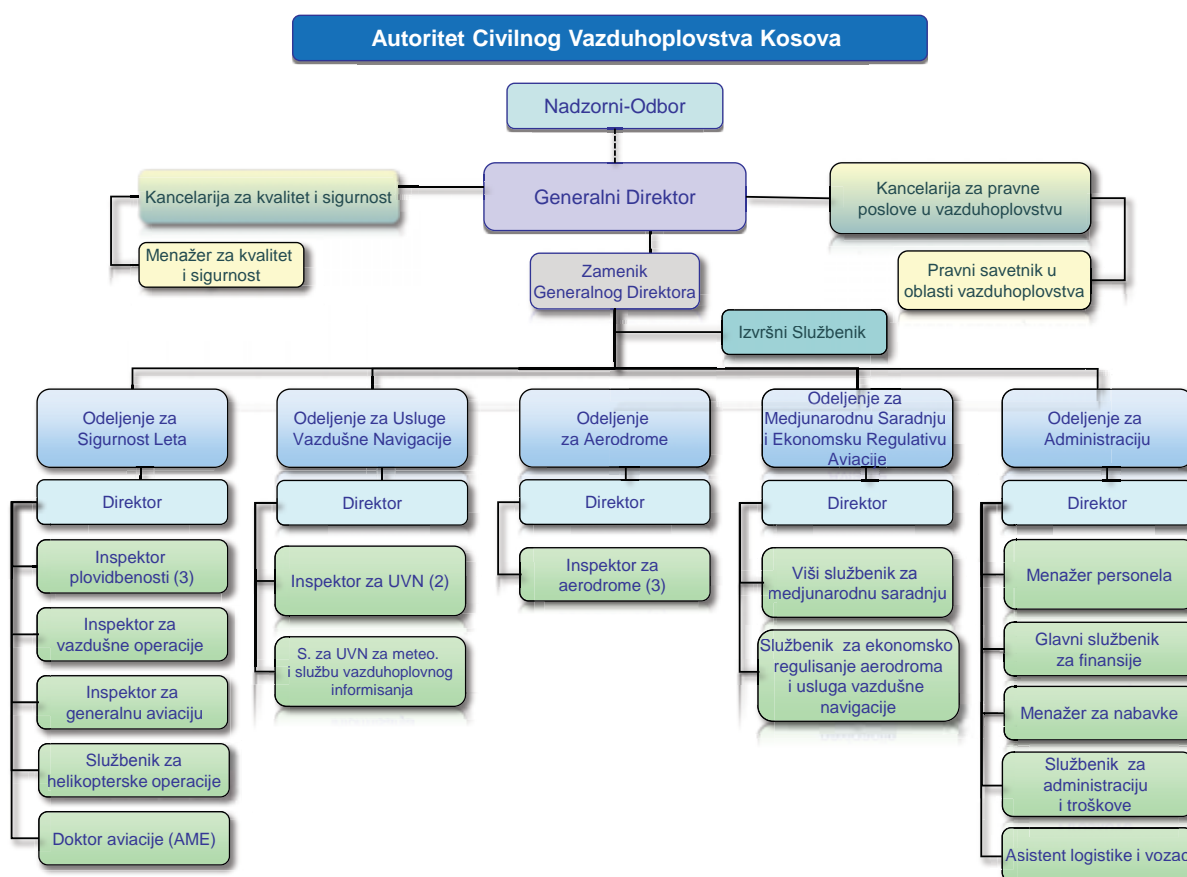 Autoritet Civilnog Vazduhoplovstva Kosova
Nadzorni-Odbor
Kancelarija za kvalitet i sigurnost
Generalni Direktor
Kancelarija za pravne
poslove u vazduhoplovstvu
Menažer za kvalitet
i sigurnost
Zamenik
Generalnog Direktora
Pravni savetnik u
oblasti vazduhoplovstva
Izvršni Službenik
Odeljenje za
Sigurnost Leta
Odeljenje za Usluge
Vazdušne Navigacije
Odeljenje
za Aerodrome
Odeljenje za
Medjunarodnu Saradnju
i Ekonomsku Regulativu
Aviacije
Odeljenje za
Administraciju
Direktor
Direktor
Direktor
Direktor
Direktor
Inspektor
plovidbenosti (3)
Inspektor za
vazdušne operacije
Inspektor za
generalnu aviaciju
Službenik za
helikopterske operacije
Doktor aviacije (AME)
Inspektor za UVN (2)
S. za UVN za meteo.
i službu vazduhoplovnog
informisanja
Inspektor za
aerodrome (3)
Viši službenik za
medjunarodnu saradnju
Službenik za ekonomsko
regulisanje aerodroma
i usluga vazdušne
navigacije
Menažer personela
Glavni službenik
za finansije
Menažer za nabavke
Službenik za
administraciju
i troškove
Asistent logistike i vozac